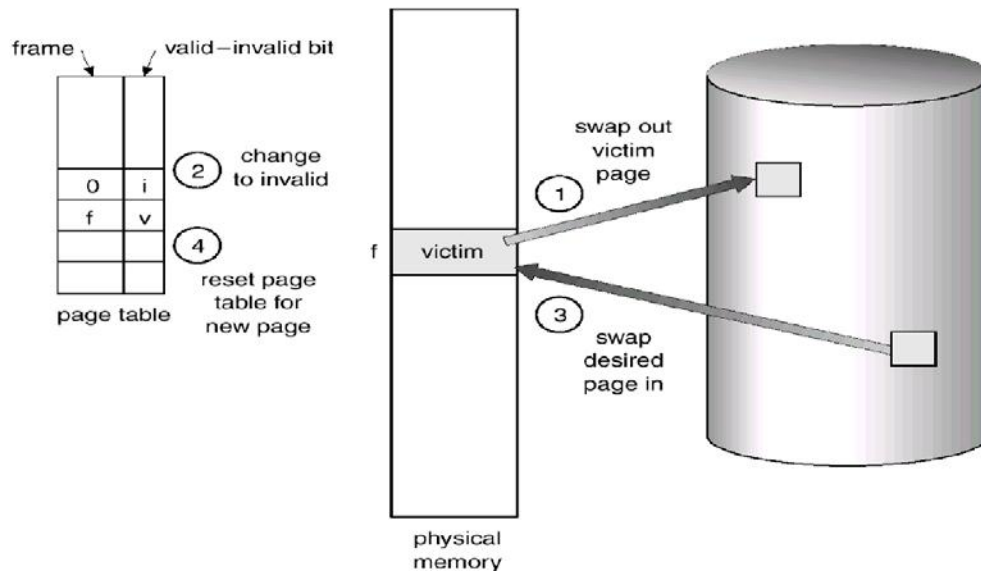 frame
valid–invalid bit
0 i
f v
page table
2
change
to invalid
4
reset page
table for
new page
f
victim
physical
memory
1
swap out
victim
page
3
swap
desired
page in